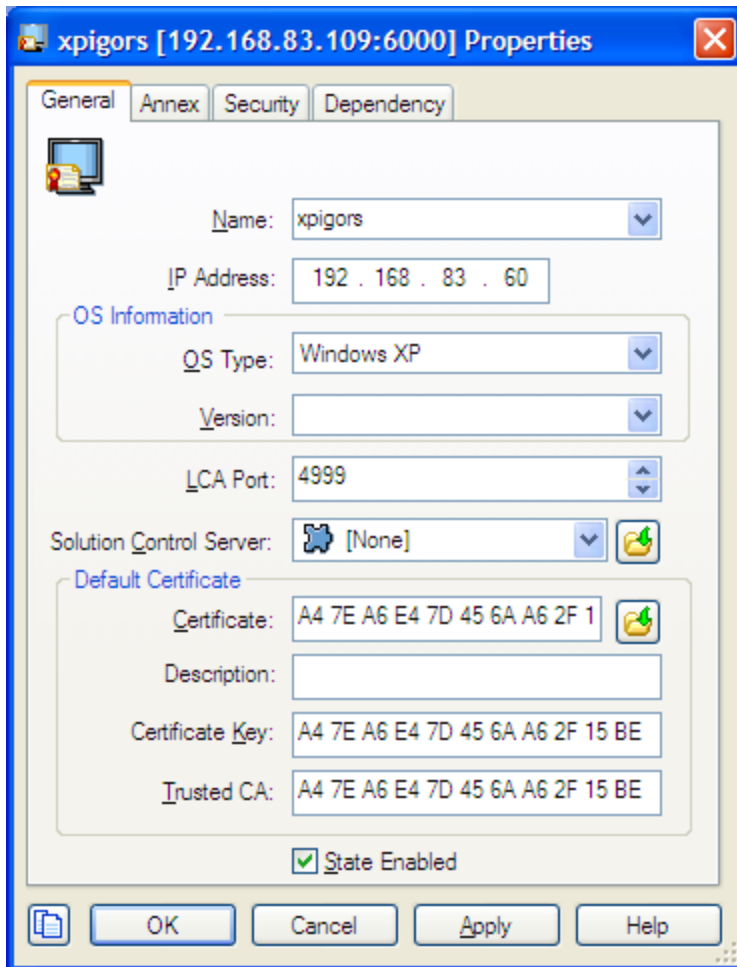 xpigors [192.168.83.109:6000] Properties
General Annex Security Dependency
Name: xpigors
IP Address: 192 . 168 . 83 . 60
OS Information
OS Type: Windows XP
Version:
LCA Port: 4999
Solution Control Server: [None]
Default Certificate
Certificate: A4 7E A6 E4 7D 45 6A A6 2F 1
Description:
Certificate Key: A4 7E A6 E4 7D 45 6A A6 2F 15 BE
Trusted CA: A4 7E A6 E4 7D 45 6A A6 2F 15 BE
State Enabled
OK Cancel Apply Help